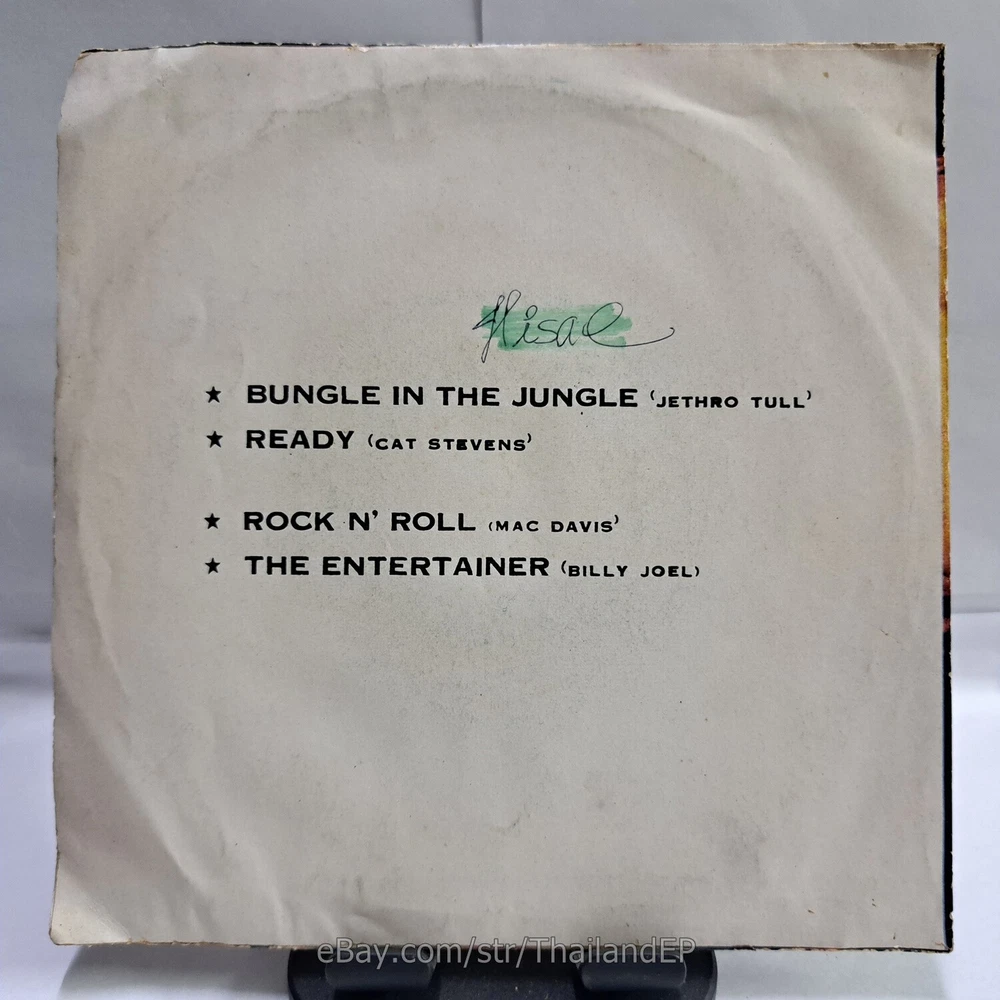 ★ BUNGLE IN THE JUNGLE (JETHRO TULL)
★ READY (CAT STEVENS)
★ ROCK N' ROLL (MAC DAVIS)
★ THE ENTERTAINER (BILLY JOEL)
eBay.com/str/ThailandEP